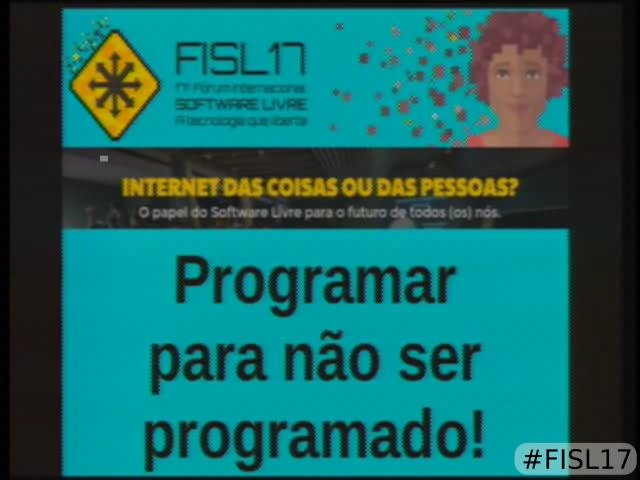 FISL17
17º Fórum Internacional
SOFTWARE LIVRE
A tecnologia que liberta
INTERNET DAS COISAS OU DAS PESSOAS?
O papel do Software Livre para o futuro de todos (os) nós.
Programar
para não ser
programado!
#FISL17